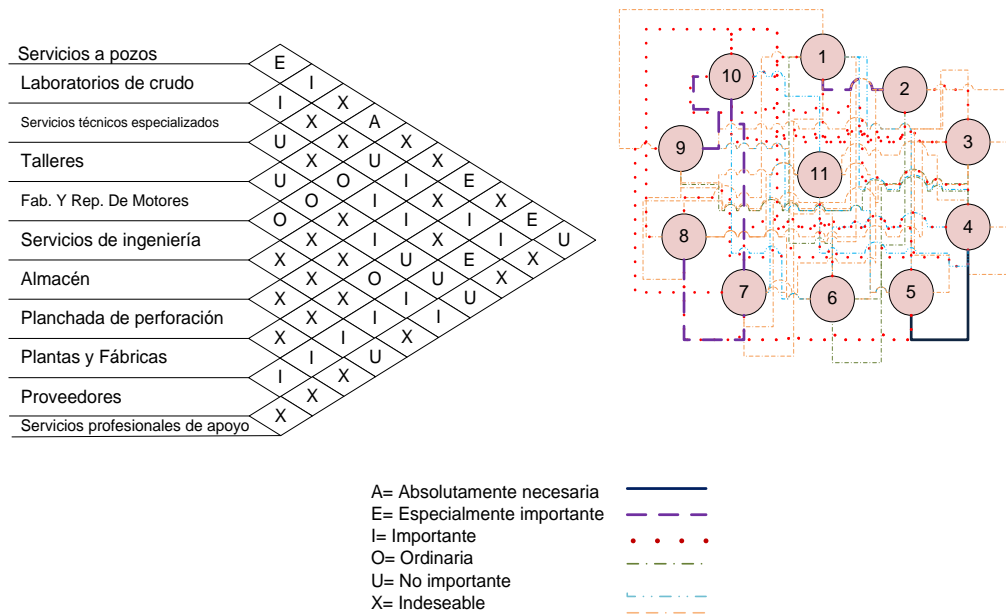 Servicios a pozos
E
Laboratorios de crudo
I
I X
Servicios técnicos especializados
X A
U X X
Talleres
X U X
U O I E
Fab. Y Rep. De Motores
O I X X
O X I I E
Servicios de ingeniería
X I X I U
X X U E X
Almacén
X O U X
X X I U
Planchada de perforación
X I I
X I X
Plantas y Fábricas
I U
I X
Proveedores
X
X
Servicios profesionales de apoyo
1
10
2
3
9
11
4
8
7
6
5
A= Absolutamente necesaria
E= Especialmente importante
I= Importante
O= Ordinaria
U= No importante
X= Indeseable